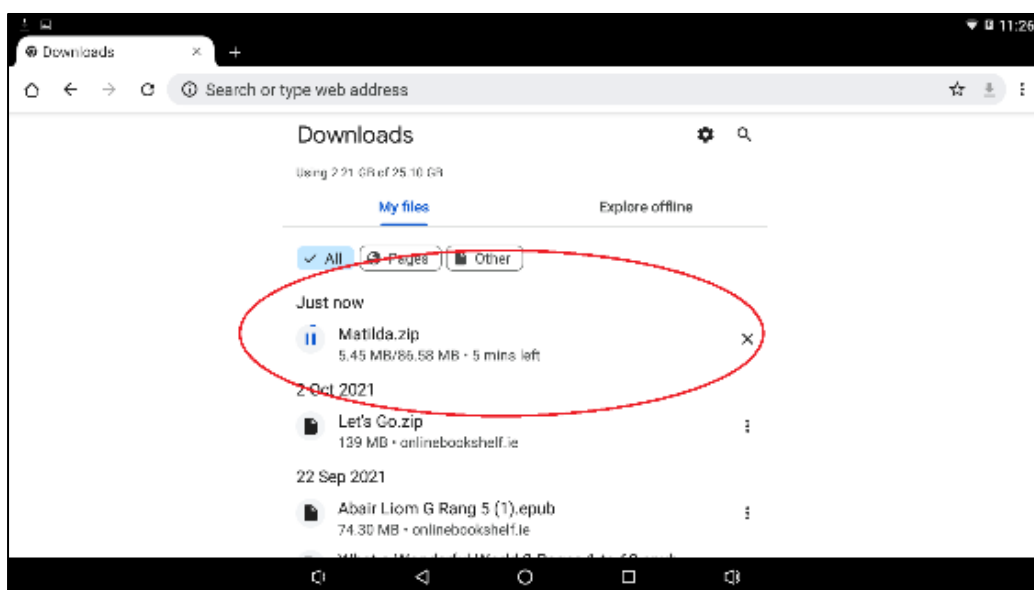 11:26
Downloads
Search or type web address
Downloads
Using 2.21 GB of 25.10 GB
My files Explore offline
All Pages Other
Just now
Matilda.zip
5.45 MB/86.58 MB • 5 mins left
2 Oct 2021
Let's Go.zip
139 MB • onlinebookshelf.ie
22 Sep 2021
Abair Liom G Rang 5 (1).epub
74.30 MB • onlinebookshelf.ie